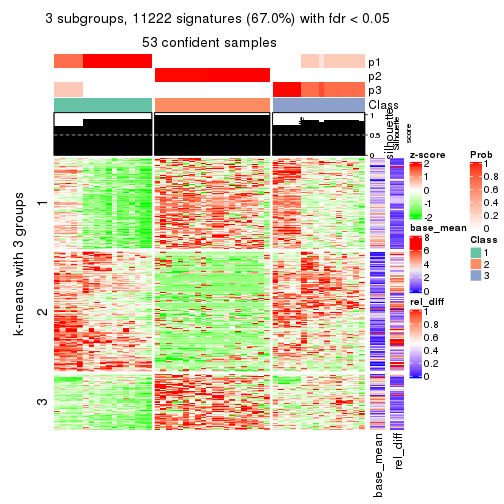 3 subgroups, 11222 signatures (67.0%) with fdr < 0.05
53 confident samples
p1
p2
p3
Class
1
0.5
0
silhouette
Silhouette
score
k-means with 3 groups
1
2
3
base_mean
rel_diff
z-score
2
1
0
-1
-2
base_mean
8
6
4
2
0
rel_diff
1
0.8
0.6
0.4
0.2
0
Prob
1
0.8
0.6
0.4
0.2
0
Class
1
2
3